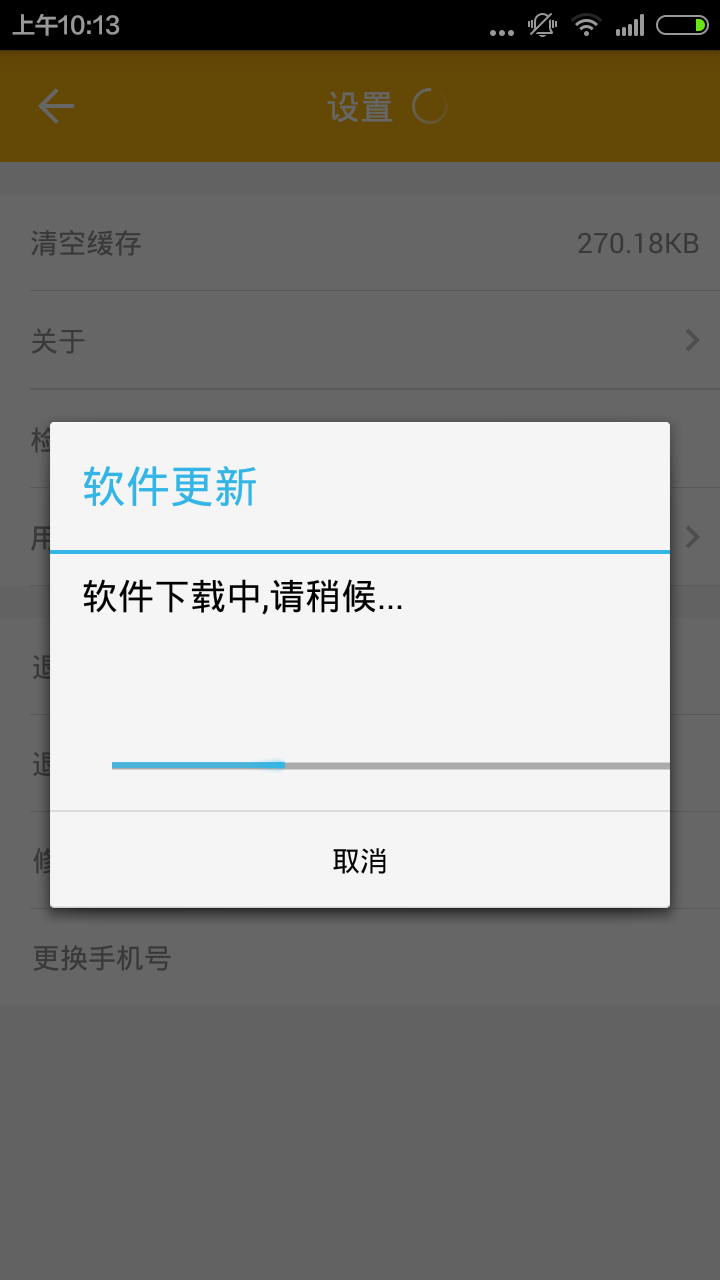 上午10:13
设置
清空缓存 270.18KB
关于
检
用
软件更新
软件下载中,请稍候...
退
退
修
取消
更换手机号